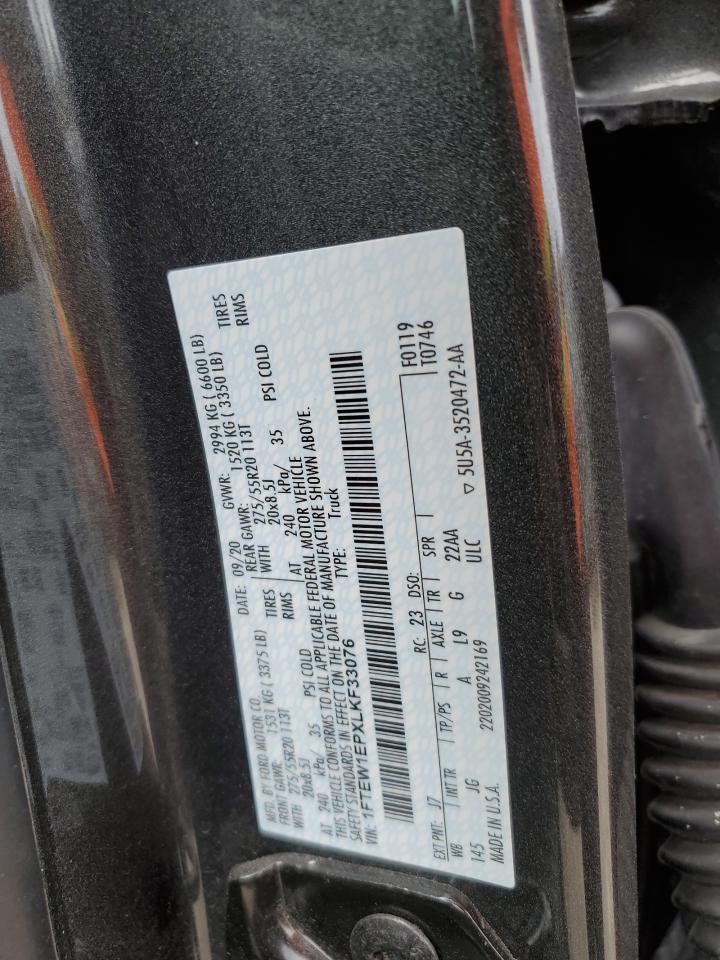 MFD. BY FORD MOTOR CO. DATE: 09/20 GVWR: 2994 KG ( 6600 LB)
FRONT GAWR: 1531 KG ( 3375 LB) REAR GAWR: 1520 KG ( 3350 LB)
WITH 275/55R20 113T TIRES WITH 275/55R20 113T TIRES
20x8.5J RIMS 20x8.5J RIMS
AT 240 kPa/ 35 PSI COLD AT 240 kPa/ 35 PSI COLD
THIS VEHICLE CONFORMS TO ALL APPLICABLE FEDERAL MOTOR VEHICLE
SAFETY STANDARDS IN EFFECT ON THE DATE OF MANUFACTURE SHOWN ABOVE.
VIN: 1FTEW1EPXLKF33076 TYPE: Truck
F0119
EXT PNT: J7 RC: 23 DSO: T0746
WB INT TR TP/PS R AXLE TR SPR
145 JG A L9 G 22AA
MADE IN U.S.A. 2202009242169 ULC ▽ 5U5A-3520472-AA